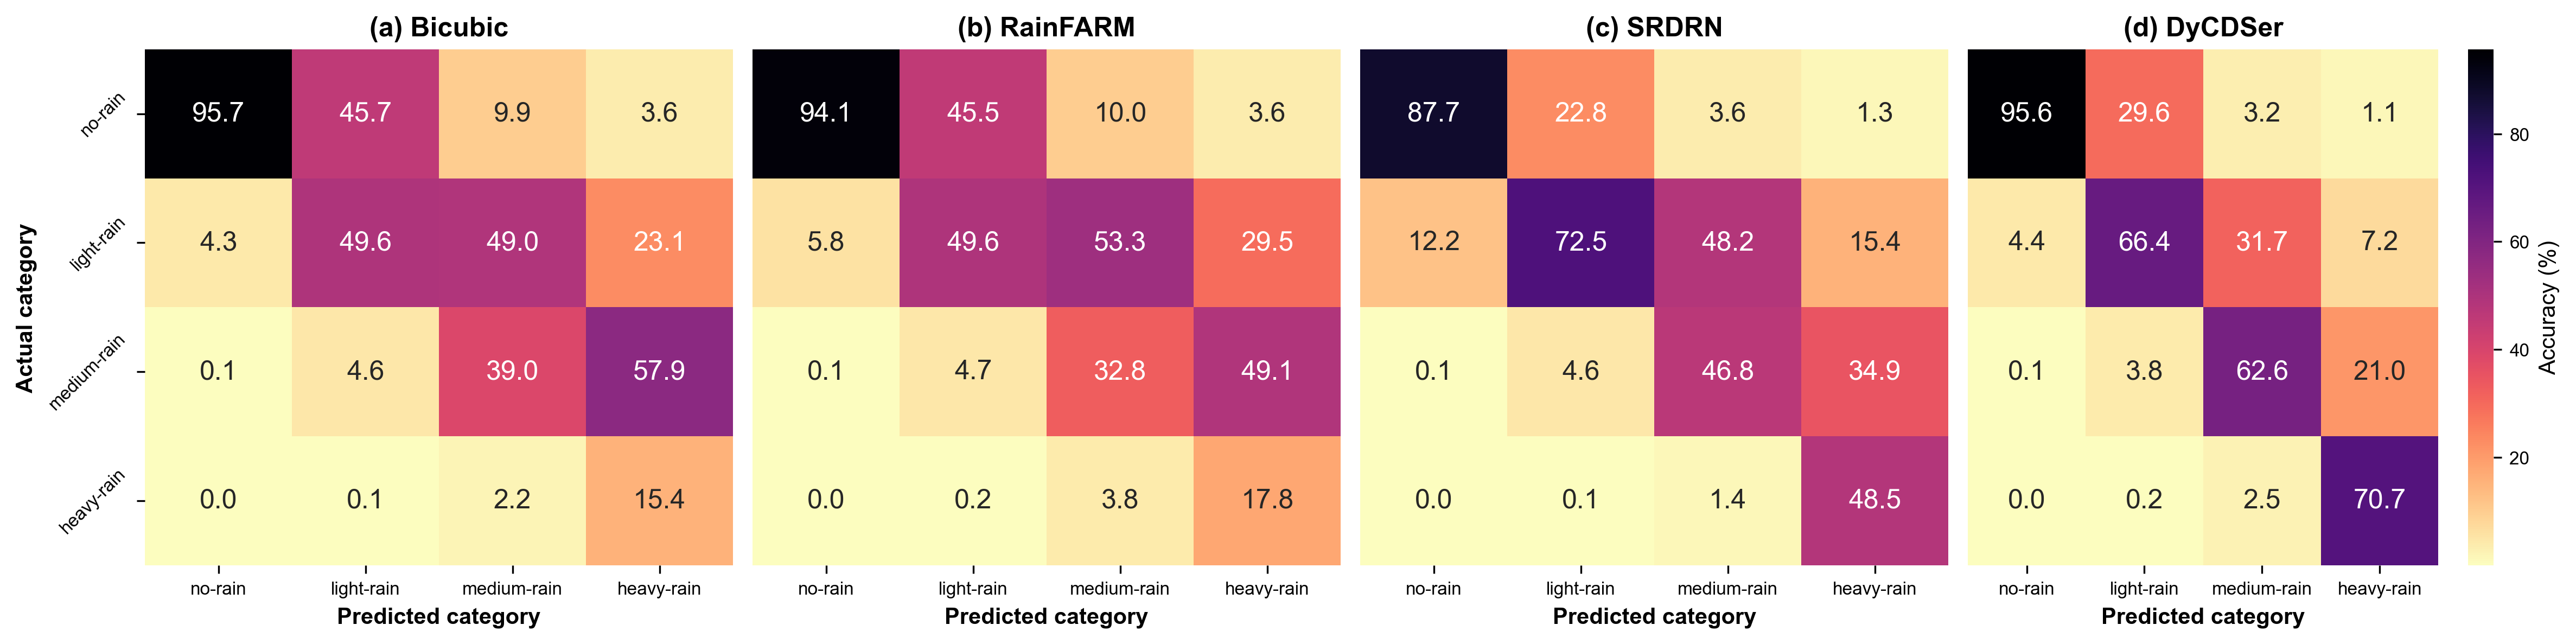 (a) Bicubic
(b) RainFARM
(c) SRDRN
(d) DyCDSer
Actual category
no-rain
light-rain
medium-rain
heavy-rain
95.7 45.7 9.9 3.6
4.3 49.6 49.0 23.1
0.1 4.6 39.0 57.9
0.0 0.1 2.2 15.4
no-rain light-rain medium-rain heavy-rain
Predicted category
94.1 45.5 10.0 3.6
5.8 49.6 53.3 29.5
0.1 4.7 32.8 49.1
0.0 0.2 3.8 17.8
no-rain light-rain medium-rain heavy-rain
Predicted category
87.7 22.8 3.6 1.3
12.2 72.5 48.2 15.4
0.1 4.6 46.8 34.9
0.0 0.1 1.4 48.5
no-rain light-rain medium-rain heavy-rain
Predicted category
95.6 29.6 3.2 1.1
4.4 66.4 31.7 7.2
0.1 3.8 62.6 21.0
0.0 0.2 2.5 70.7
no-rain light-rain medium-rain heavy-rain
Predicted category
80
60
40
20
Accuracy (%)